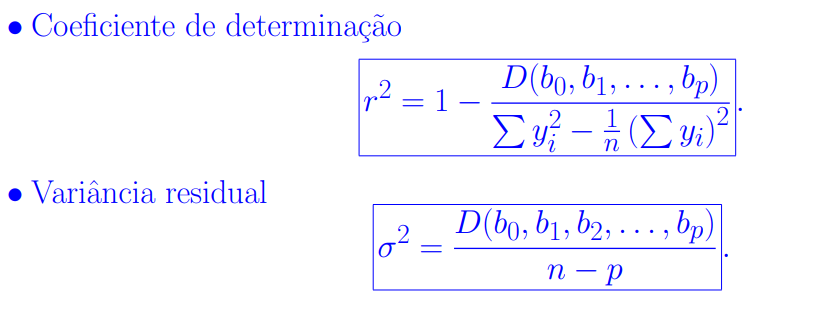 • Coeficiente de determinação
r² = 1 − D(b₀, b₁, . . . , bₚ) / (∑ yᵢ² − 1/n (∑ yᵢ)²).
• Variância residual
σ² = D(b₀, b₁, b₂, . . . , bₚ) / (n − p).